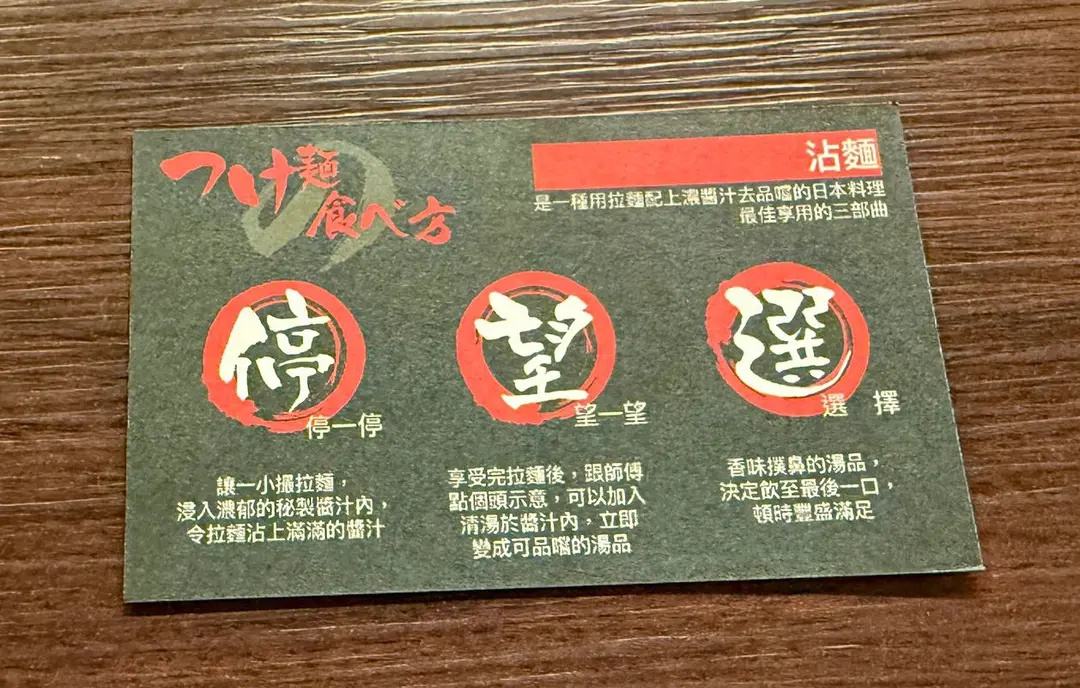 つけ麺
食べ方
沾麵
是一種用拉麵配上濃醬汁去品嚐的日本料理
最佳享用的三部曲
停
停一停
讓一小撮拉麵，
浸入濃郁的秘製醬汁內，
令拉麵沾上滿滿的醬汁
望
望一望
享受完拉麵後，跟師傅
點個頭示意，可以加入
清湯於醬汁內，立即
變成可品嚐的湯品
選
選 擇
香味撲鼻的湯品，
決定飲至最後一口，
頓時豐盛滿足